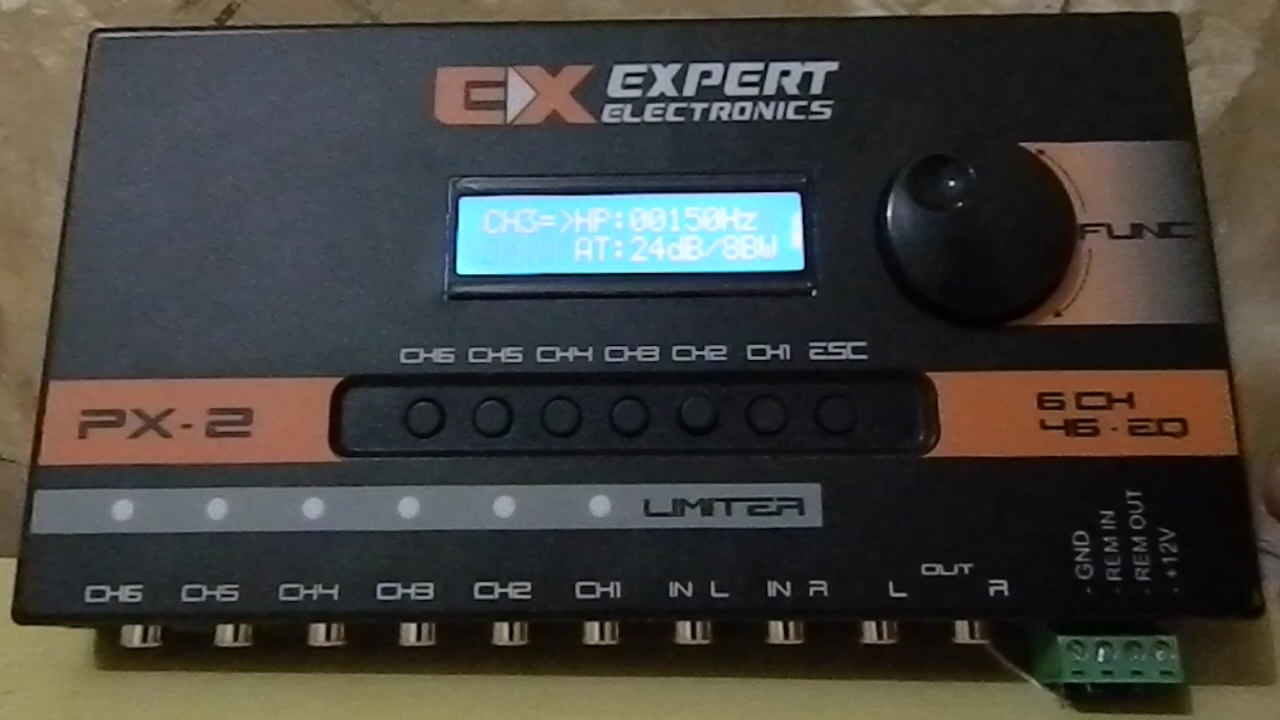 EX EXPERT
ELECTRONICS
CH3=>HP:00150Hz
AT:24dB/8BW
FUNC
CH6 CH5 CH4 CH3 CH2 CH1 ESC
PX-2
6 CH
46·EQ
LIMITER
CH6 CH5 CH4 CH3 CH2 CH1 IN L IN R L OUT R
- GND
- REM IN
- REM OUT
- +12V